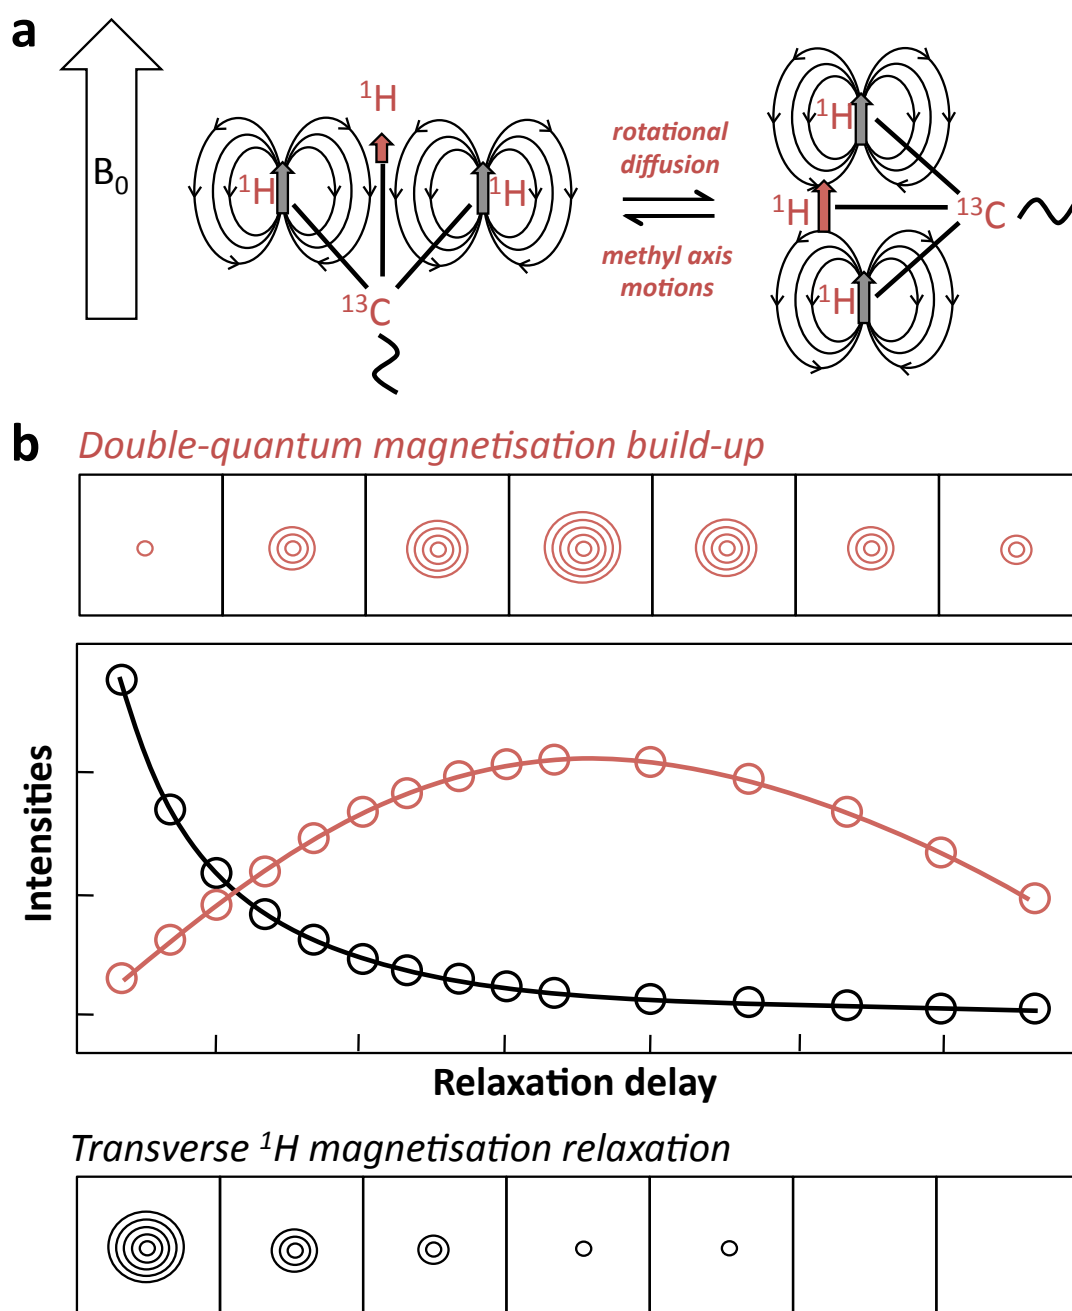 a
B₀
¹H
¹H
¹H
¹³C
rotational
diffusion
methyl axis
motions
¹H
¹H
¹H
¹³C
b
Double-quantum magnetisation build-up
Intensities
Relaxation delay
Transverse ¹H magnetisation relaxation